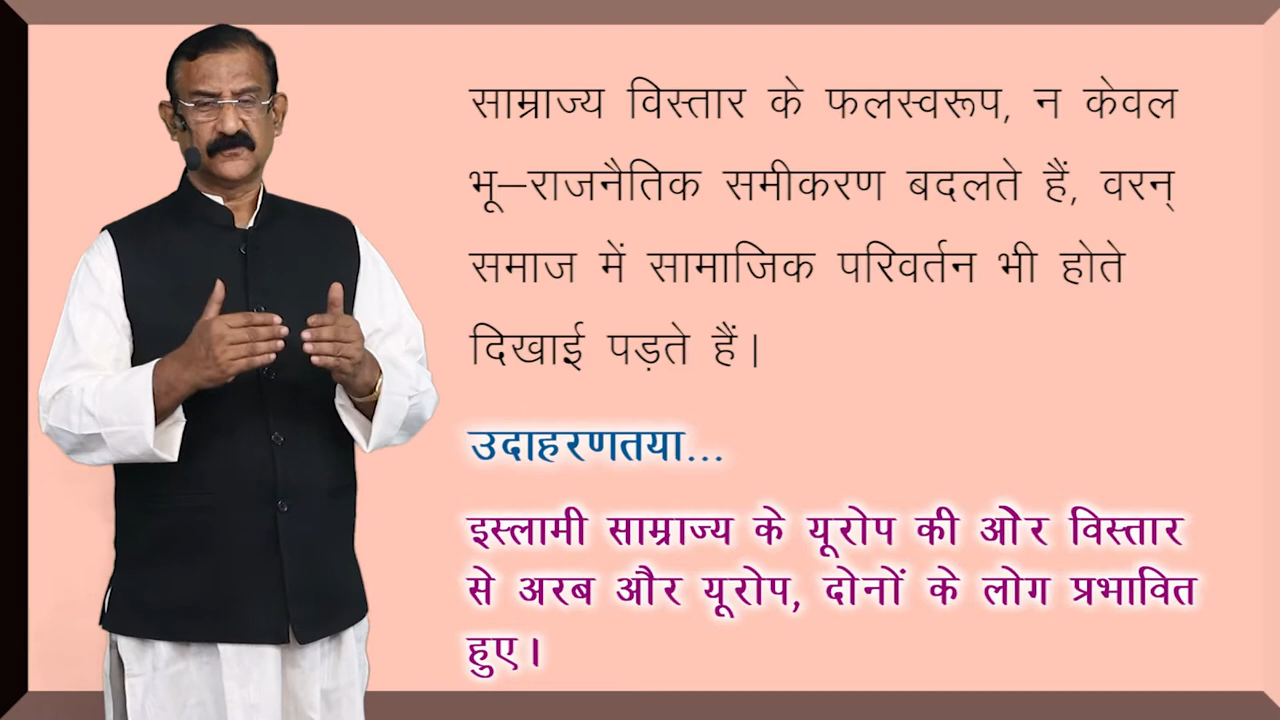 साम्राज्य विस्तार के फलस्वरूप, न केवल
भू–राजनैतिक समीकरण बदलते हैं, वरन्
समाज में सामाजिक परिवर्तन भी होते
दिखाई पड़ते हैं।
उदाहरणतया...
इस्लामी साम्राज्य के यूरोप की ओर विस्तार
से अरब और यूरोप, दोनों के लोग प्रभावित
हुए।